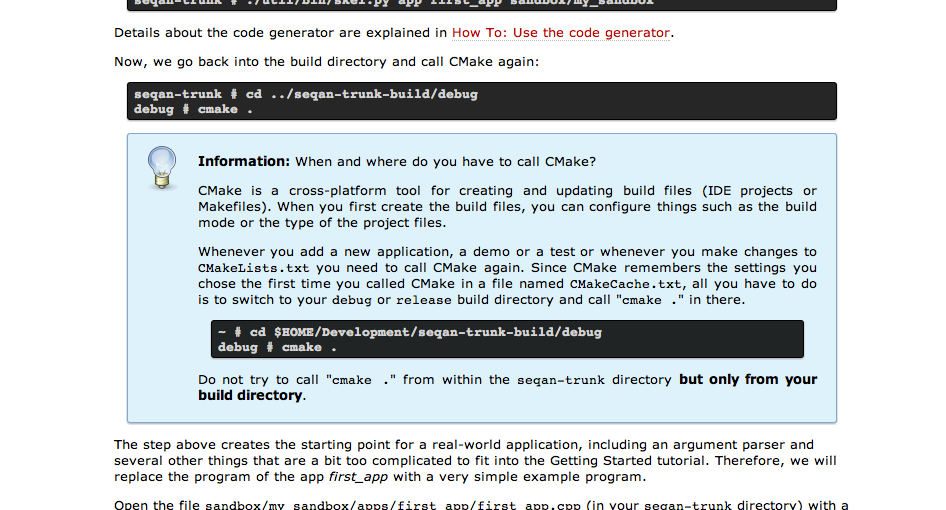 seqan-trunk # ./util/bin/skel.py app first_app sandbox/my_sandbox
Details about the code generator are explained in How To: Use the code generator.
Now, we go back into the build directory and call CMake again:
seqan-trunk # cd ../seqan-trunk-build/debug
debug # cmake .
Information: When and where do you have to call CMake?
CMake is a cross-platform tool for creating and updating build files (IDE projects or
Makefiles). When you first create the build files, you can configure things such as the build
mode or the type of the project files.
Whenever you add a new application, a demo or a test or whenever you make changes to
CMakeLists.txt you need to call CMake again. Since CMake remembers the settings you
chose the first time you called CMake in a file named CMakeCache.txt, all you have to do
is to switch to your debug or release build directory and call "cmake ." in there.
~ # cd $HOME/Development/seqan-trunk-build/debug
debug # cmake .
Do not try to call "cmake ." from within the seqan-trunk directory but only from your
build directory.
The step above creates the starting point for a real-world application, including an argument parser and
several other things that are a bit too complicated to fit into the Getting Started tutorial. Therefore, we will
replace the program of the app first_app with a very simple example program.
Open the file sandbox/my_sandbox/apps/first_app/first_app.cpp (in your seqan-trunk directory) with a